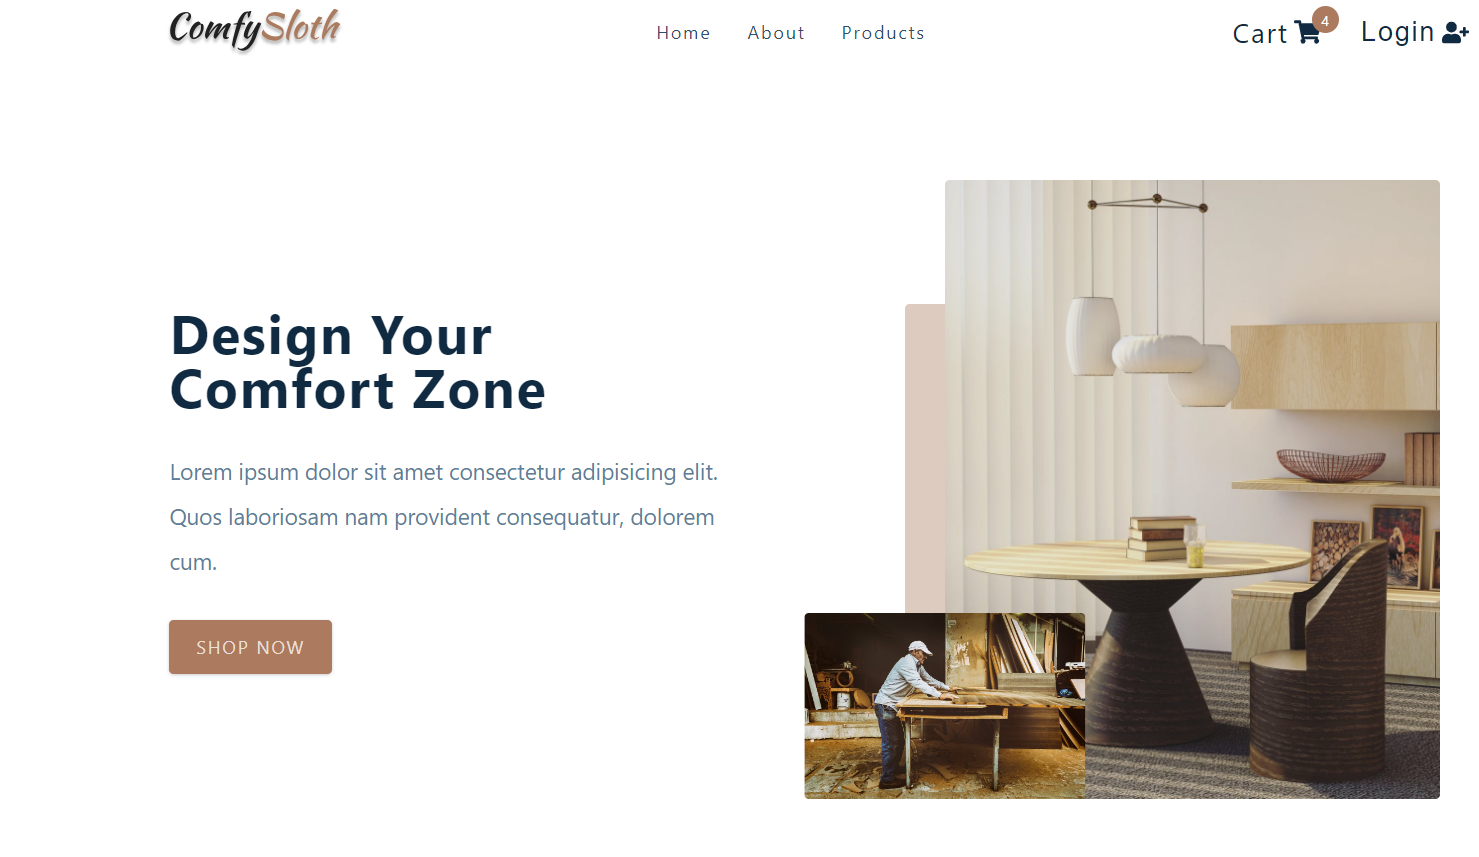 ComfySloth
Home About Products
Cart 4 Login
Design Your
Comfort Zone
Lorem ipsum dolor sit amet consectetur adipisicing elit.
Quos laboriosam nam provident consequatur, dolorem
cum.
SHOP NOW